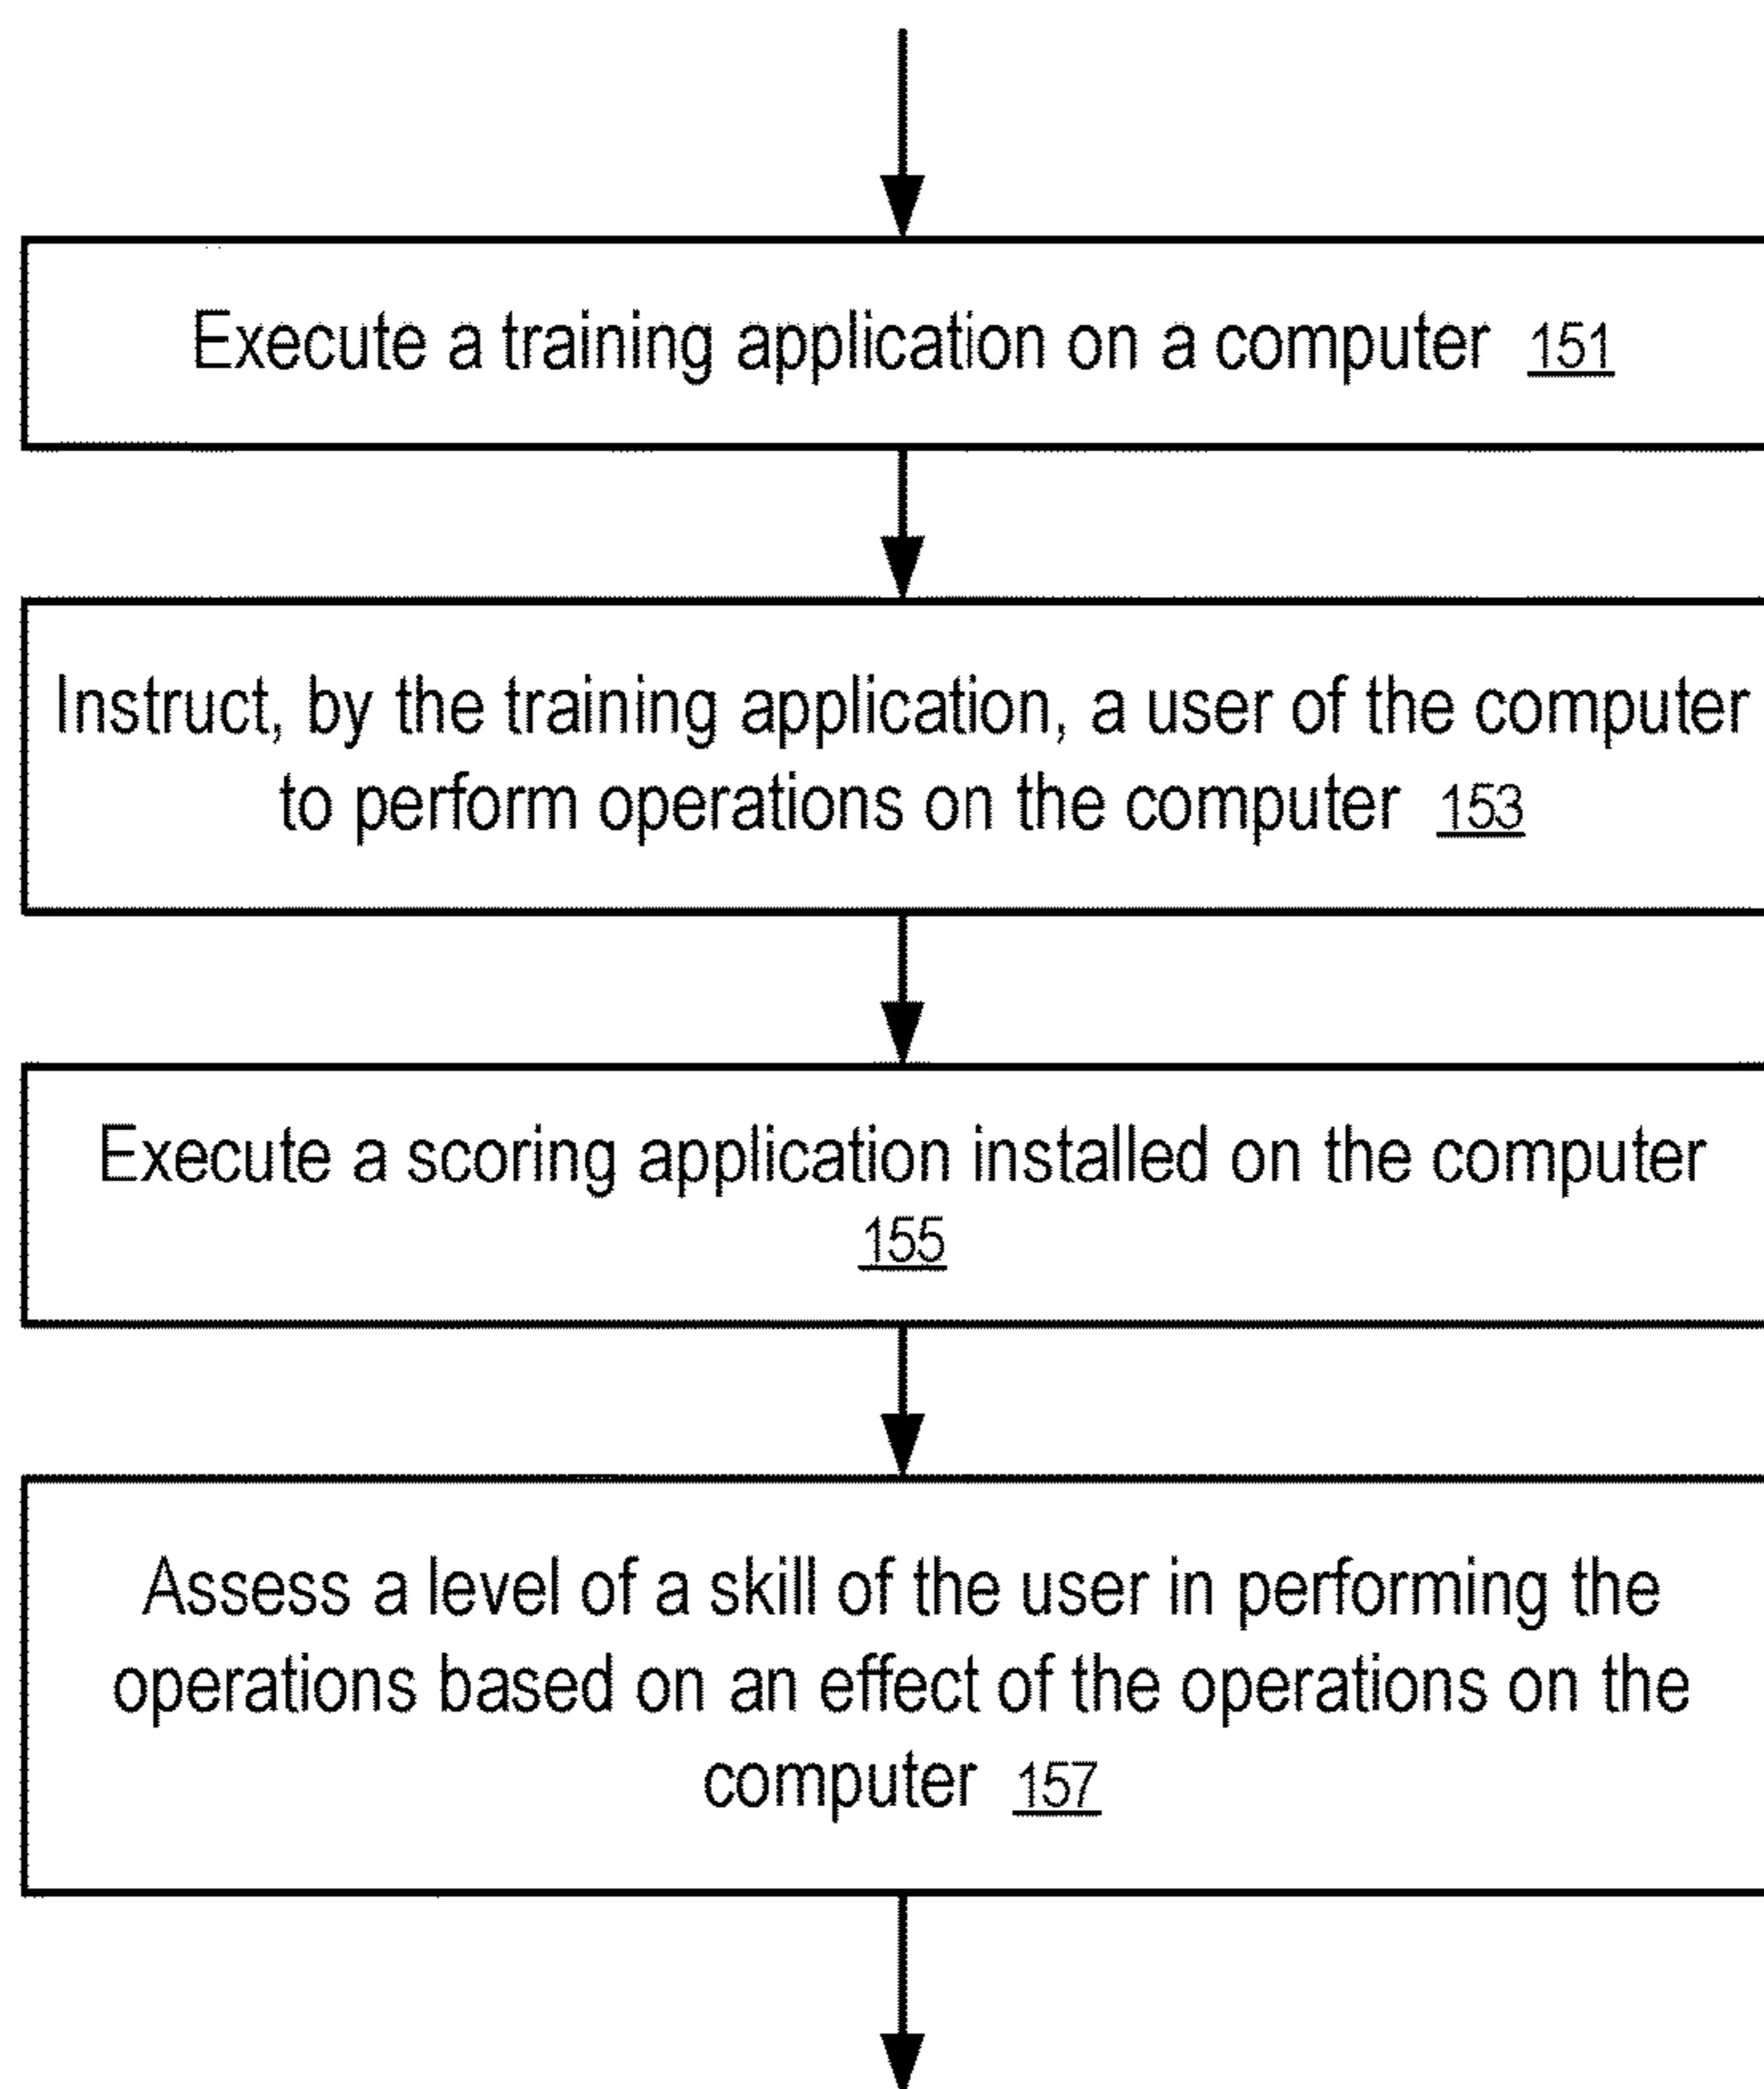 Execute a training application on a computer 151
Instruct, by the training application, a user of the computer
to perform operations on the computer 153
Execute a scoring application installed on the computer
155
Assess a level of a skill of the user in performing the
operations based on an effect of the operations on the
computer 157